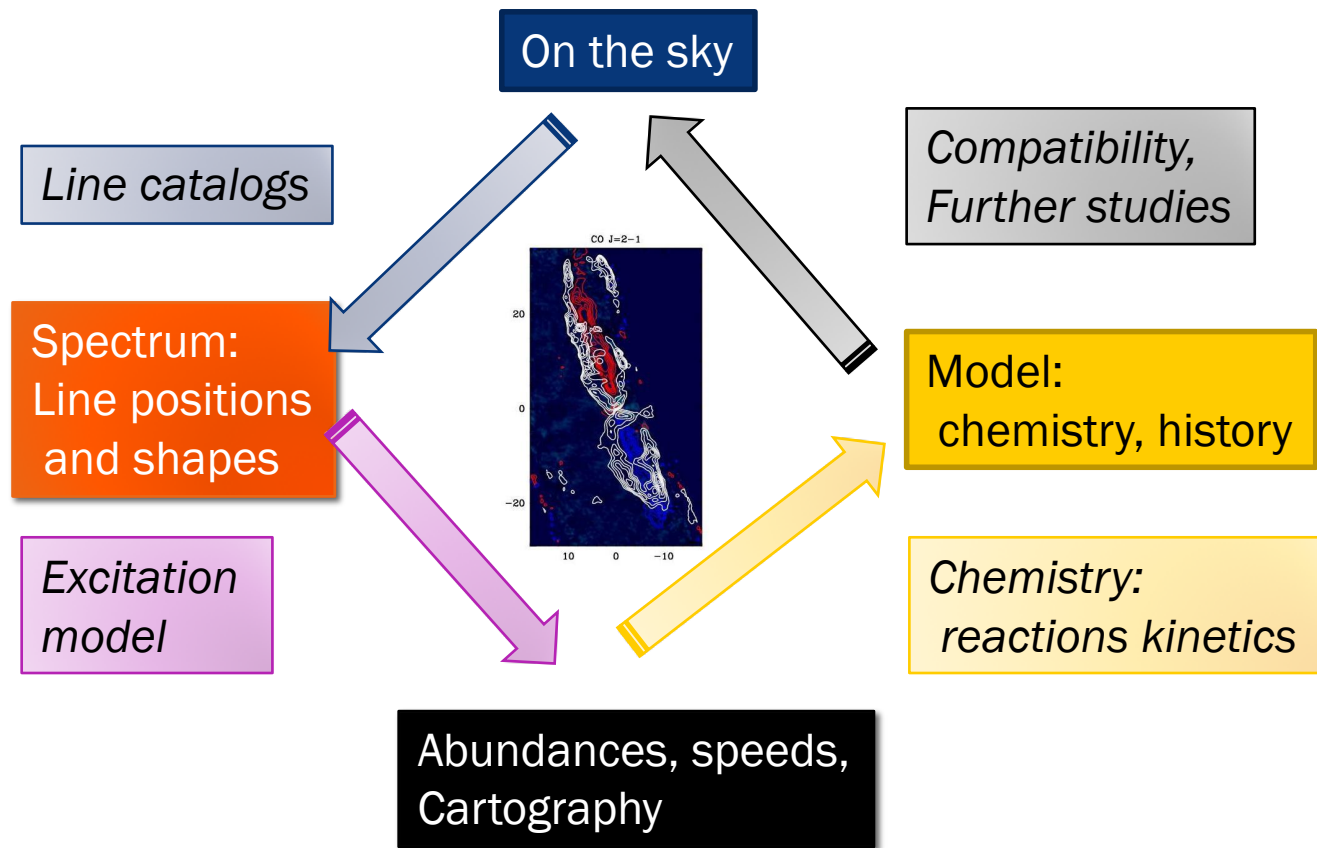 On the sky
Line catalogs
Compatibility,
Further studies
CO J=2-1
20
0
-20
10 0 -10
Spectrum:
Line positions
and shapes
Model:
chemistry, history
Excitation
model
Chemistry:
reactions kinetics
Abundances, speeds,
Cartography